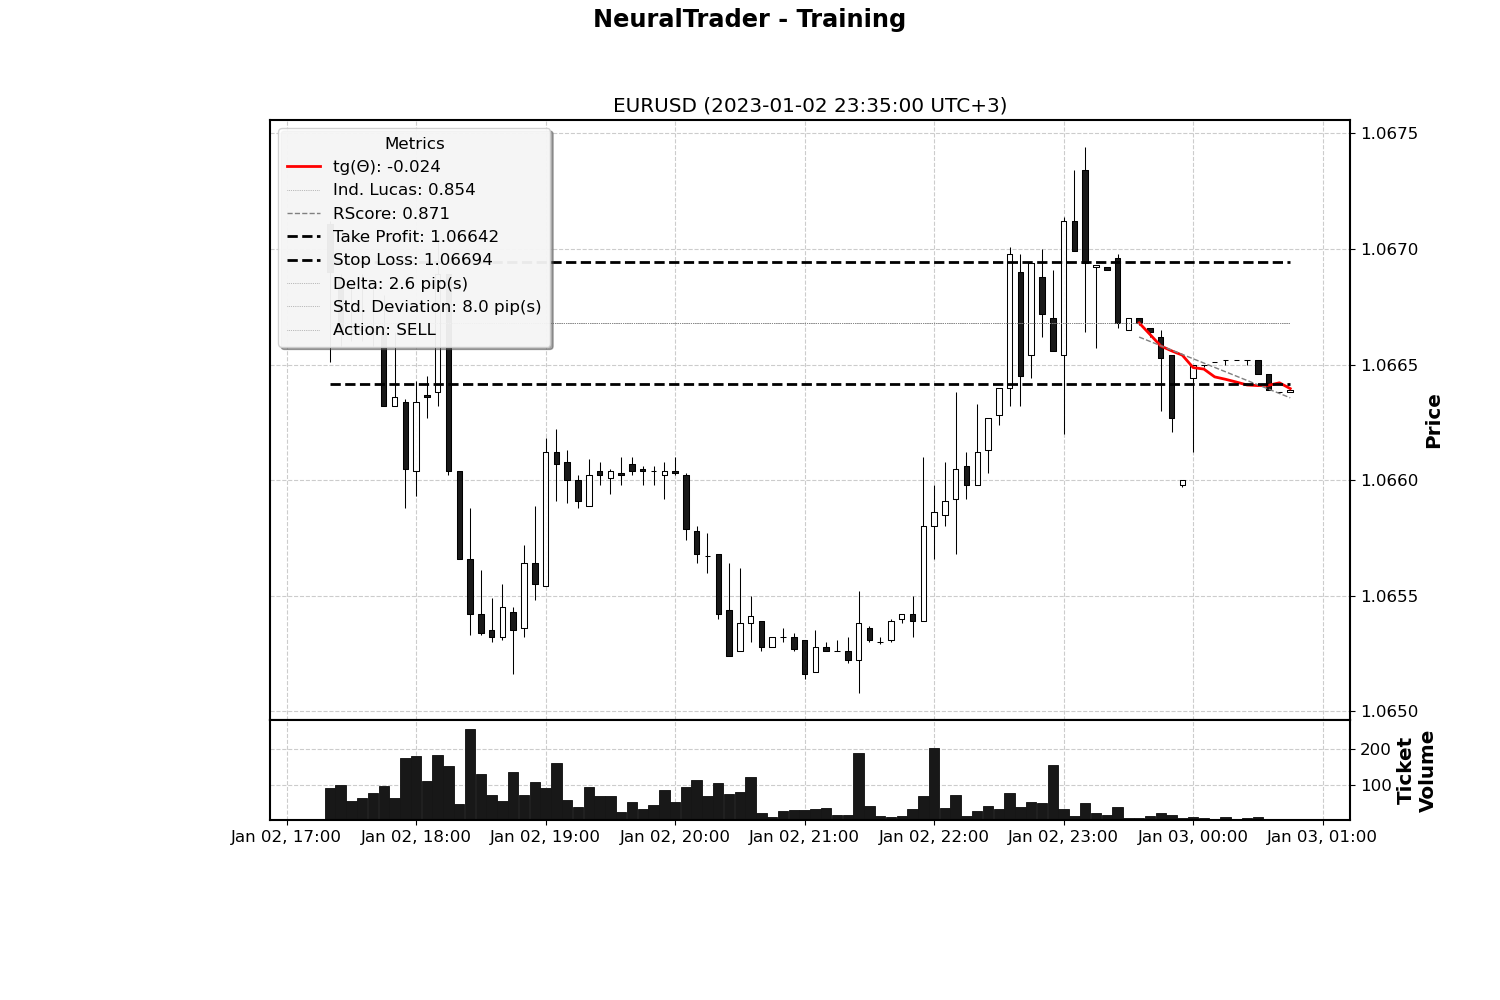 NeuralTrader - Training
EURUSD (2023-01-02 23:35:00 UTC+3)
Metrics
tg(Θ): -0.024
Ind. Lucas: 0.854
RScore: 0.871
Take Profit: 1.06642
Stop Loss: 1.06694
Delta: 2.6 pip(s)
Std. Deviation: 8.0 pip(s)
Action: SELL
1.0675
1.0670
1.0665
1.0660
1.0655
1.0650
Price
200
100
Ticket
Volume
Jan 02, 17:00
Jan 02, 18:00
Jan 02, 19:00
Jan 02, 20:00
Jan 02, 21:00
Jan 02, 22:00
Jan 02, 23:00
Jan 03, 00:00
Jan 03, 01:00